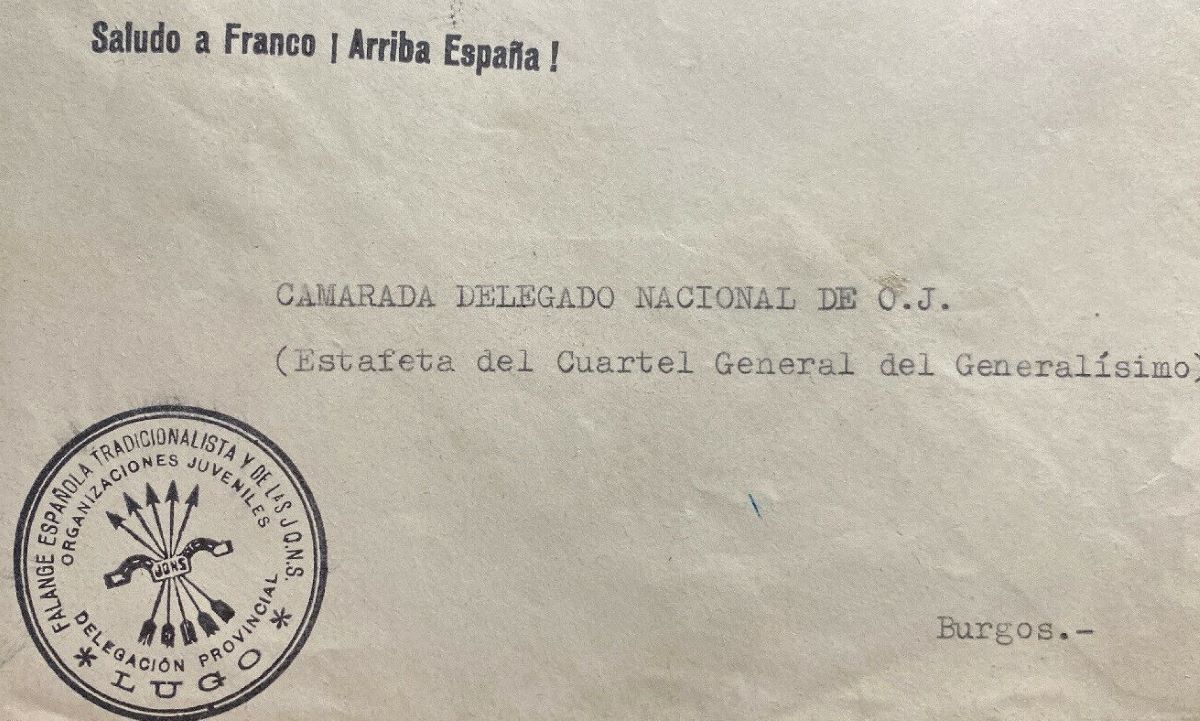 Saludo a Franco ¡ Arriba España !
CAMARADA DELEGADO NACIONAL DE O.J.
(Estafeta del Cuartel General del Generalísimo)
FALANGE ESPAÑOLA TRADICIONALISTA Y DE LAS J.O.N.S.
ORGANIZACIONES JUVENILES
JONS
DELEGACIÓN PROVINCIAL
* LUGO *
Burgos.-